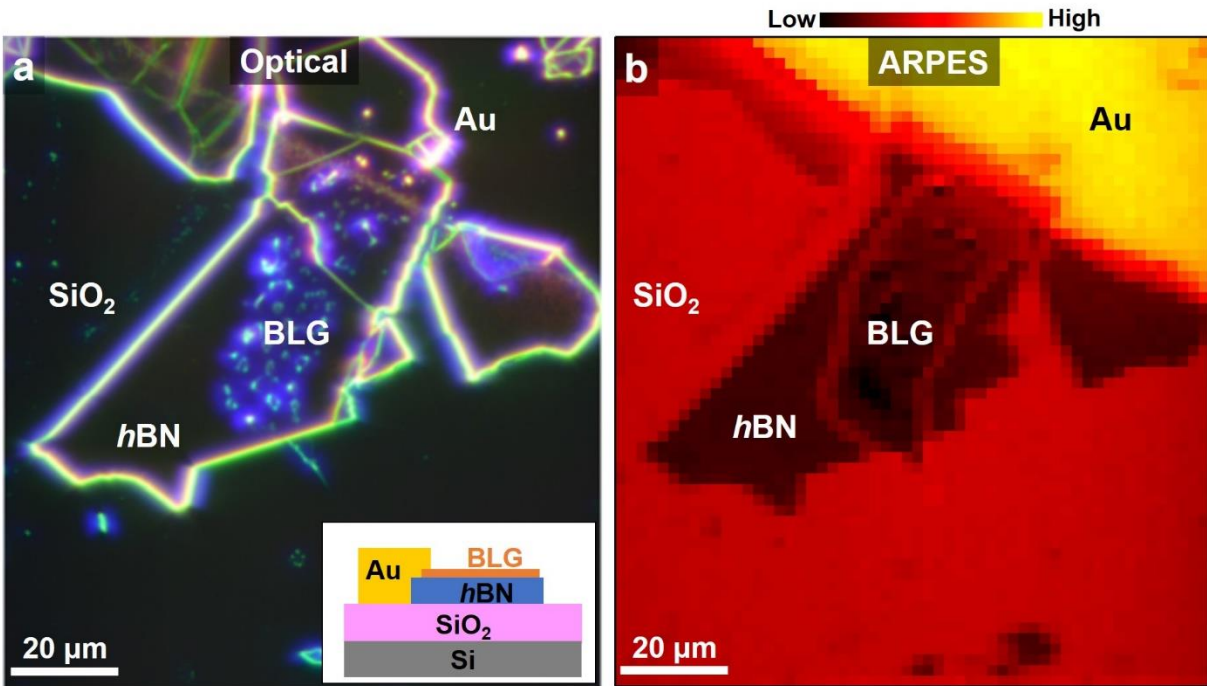 Low High
a Optical
Au
SiO₂
BLG
hBN
20 µm
Au
BLG
hBN
SiO₂
Si
b ARPES
Au
SiO₂
BLG
hBN
20 µm